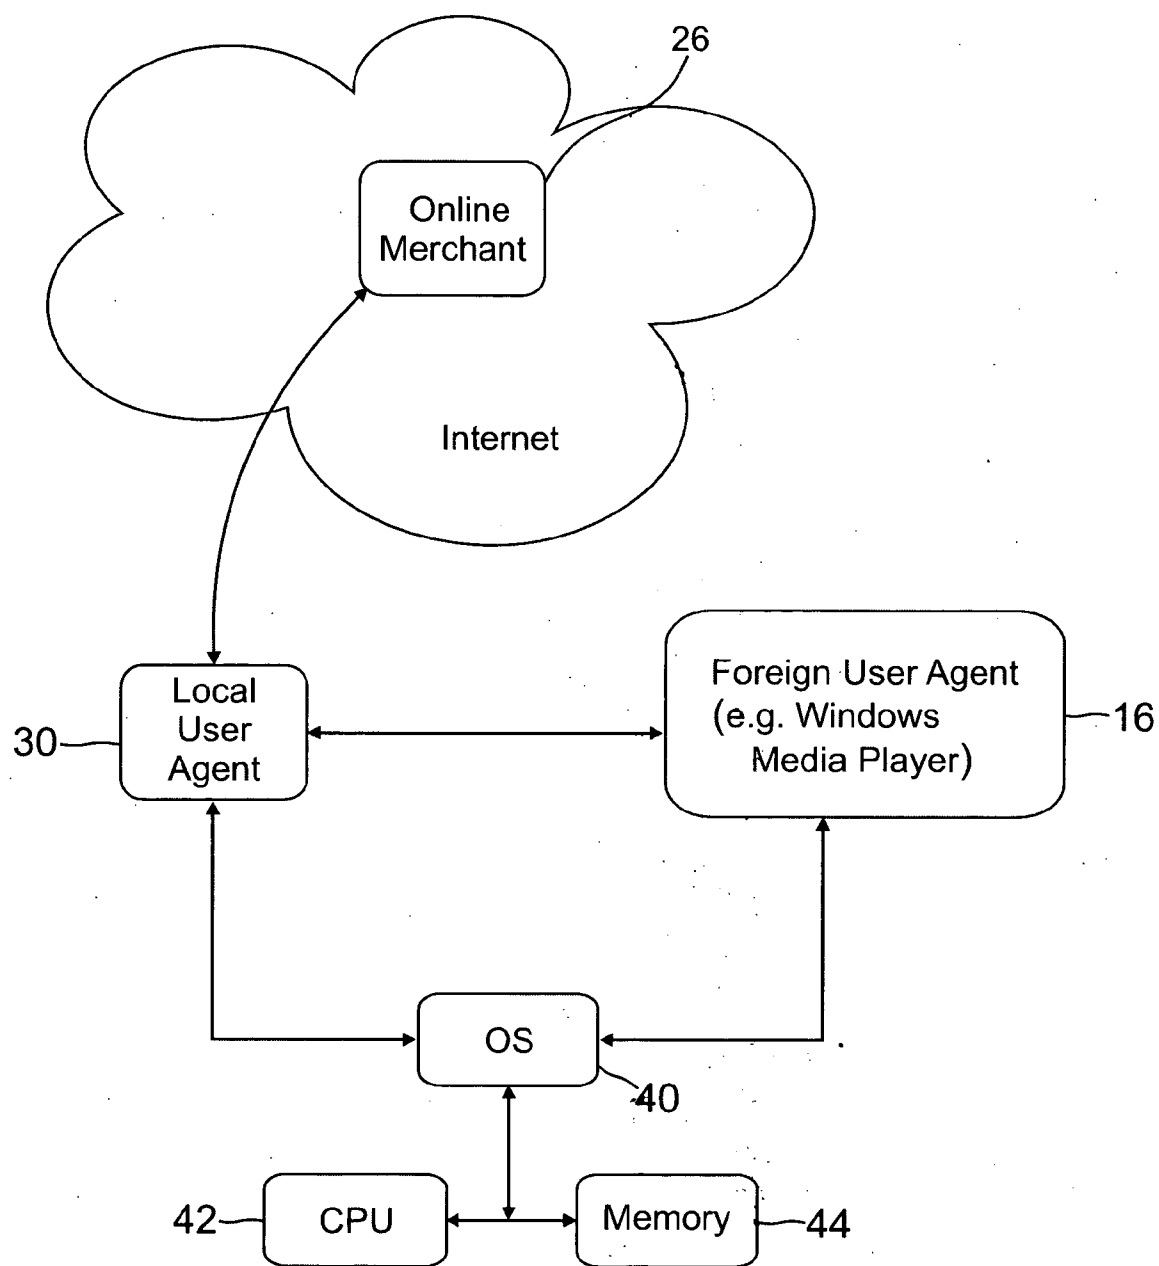 26
Online
Merchant
Internet
Local
User
Agent
30
Foreign User Agent
(e.g. Windows
Media Player)
16
OS
40
CPU
42
Memory
44